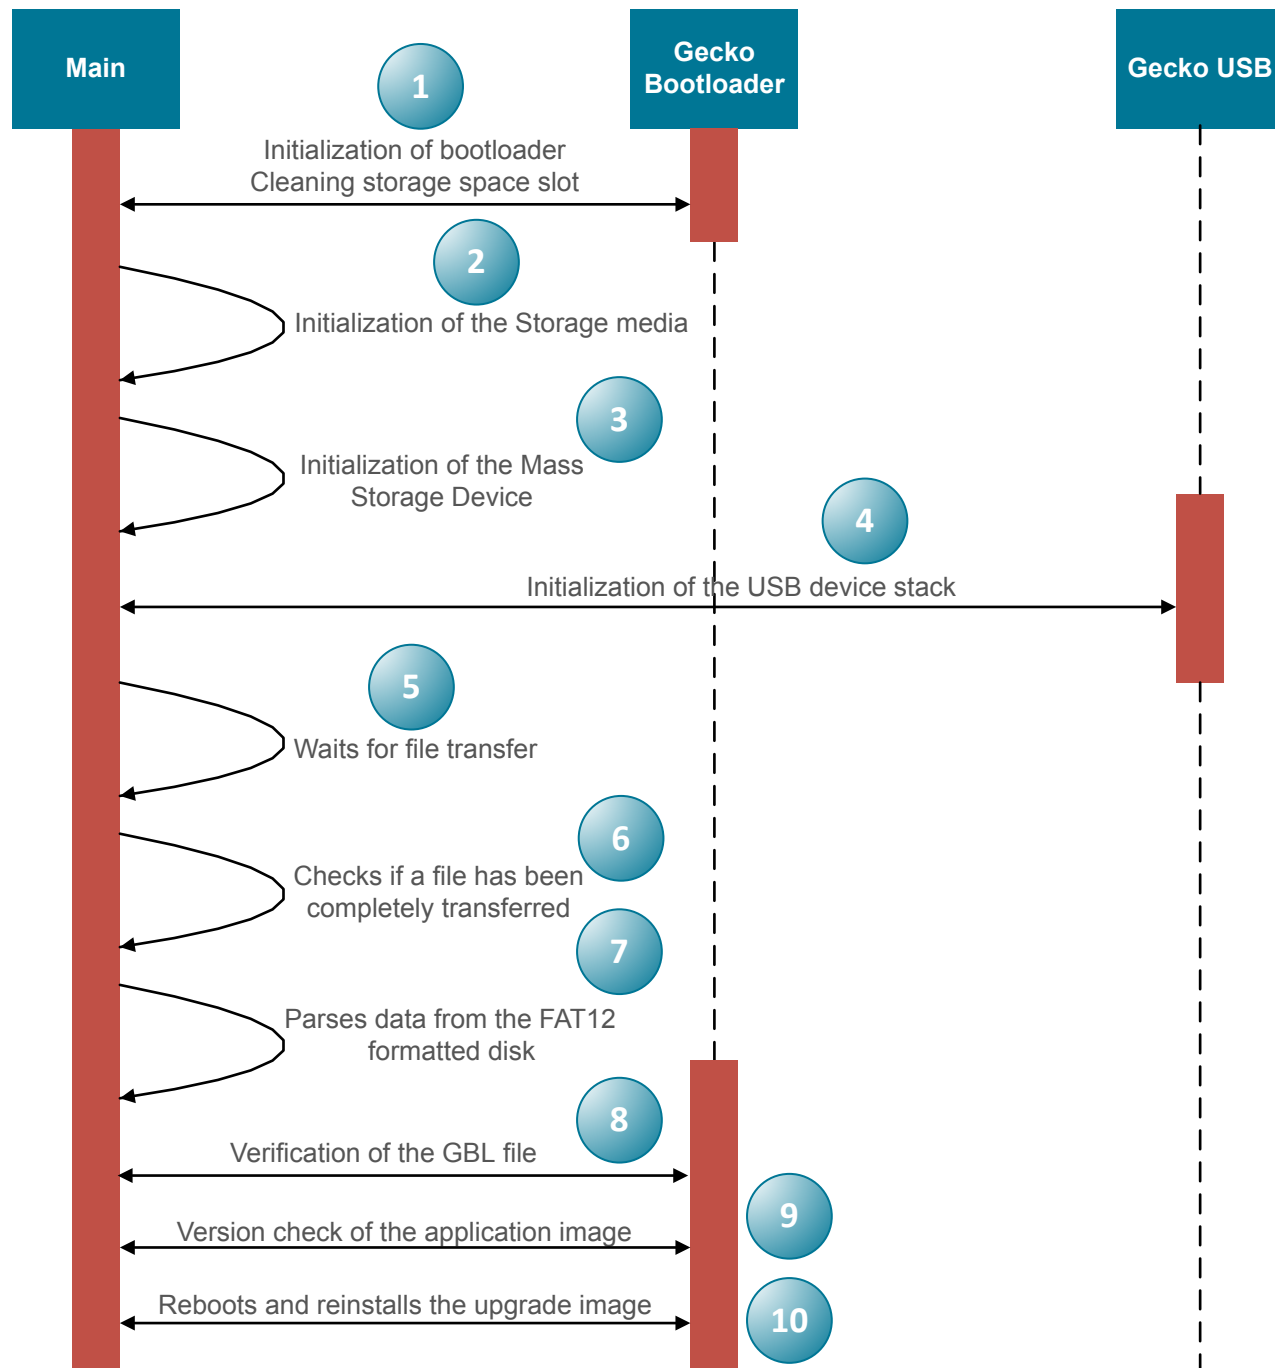 Main
Gecko
Bootloader
Gecko USB
1
Initialization of bootloader
Cleaning storage space slot
2
Initialization of the Storage media
3
Initialization of the Mass
Storage Device
4
Initialization of the USB device stack
5
Waits for file transfer
6
Checks if a file has been
completely transferred
7
Parses data from the FAT12
formatted disk
8
Verification of the GBL file
9
Version check of the application image
Reboots and reinstalls the upgrade image
10